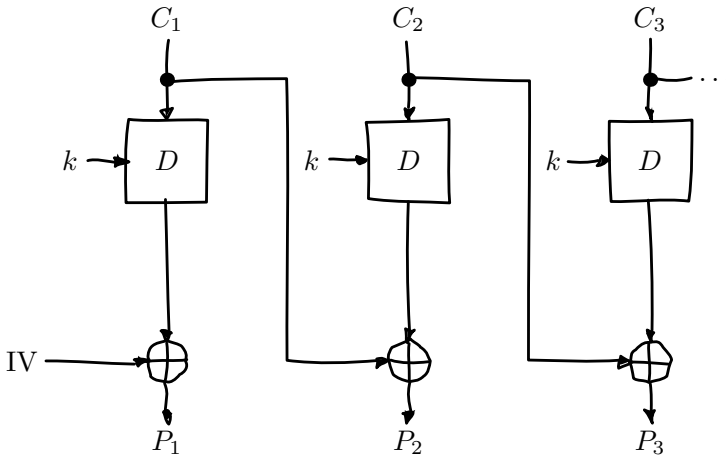 C₁ C₂ C₃
· ·
k D k D k D
IV
P₁ P₂ P₃